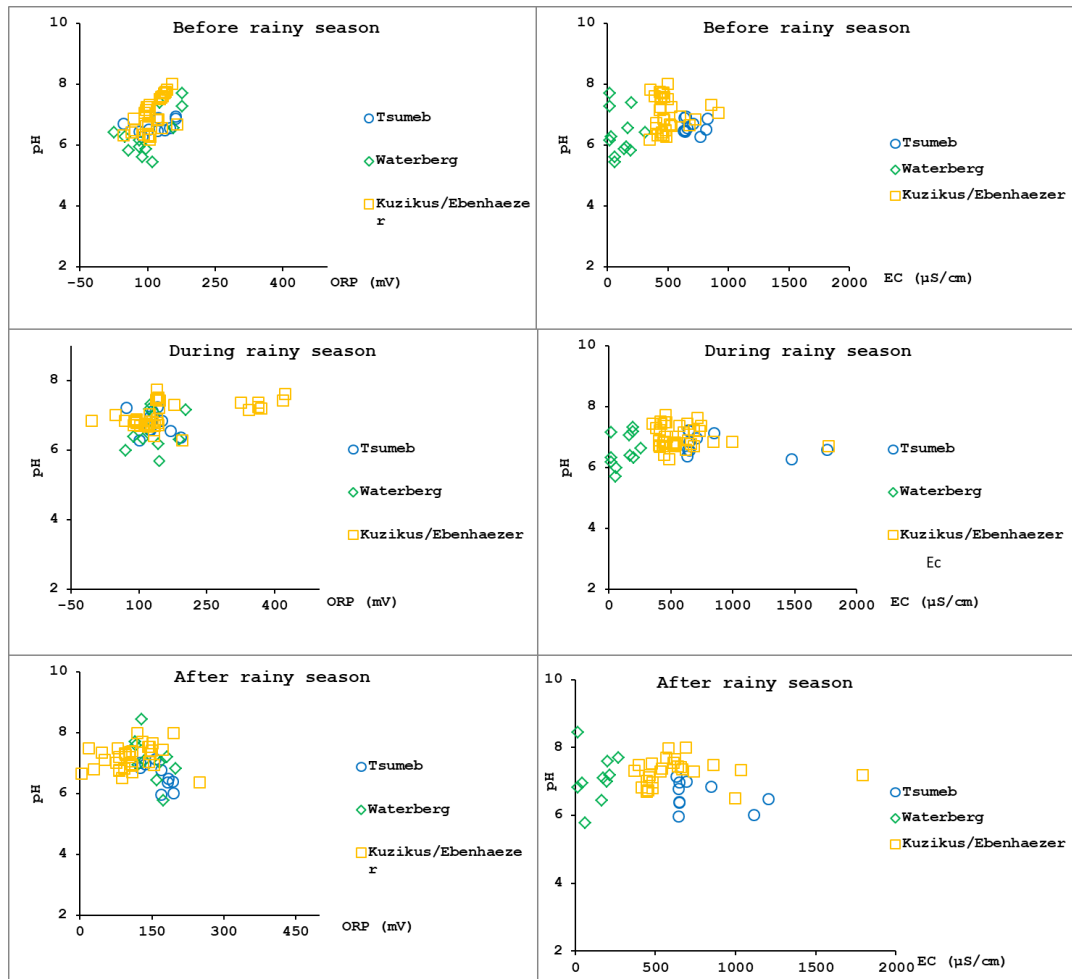 Before rainy season
10
8
6
4
2
pH
-50
100
250
400
ORP (mV)
Tsumeb
Waterberg
Kuzikus/Ebenhaeze
r
Before rainy season
10
8
6
4
2
pH
0
500
1000
1500
2000
EC (µS/cm)
Tsumeb
Waterberg
Kuzikus/Ebenhaezer
During rainy season
8
6
4
2
pH
-50
100
250
400
ORP (mV)
Tsumeb
Waterberg
Kuzikus/Ebenhaezer
During rainy season
10
8
6
4
2
pH
0
500
1000
1500
2000
EC (µS/cm)
Tsumeb
Waterberg
Kuzikus/Ebenhaezer
Ec
After rainy season
10
8
6
4
2
pH
0
150
300
450
ORP (mV)
Tsumeb
Waterberg
Kuzikus/Ebenhaeze
r
After rainy season
10
8
6
4
2
pH
0
500
1000
1500
2000
EC (µS/cm)
Tsumeb
Waterberg
Kuzikus/Ebenhaezer